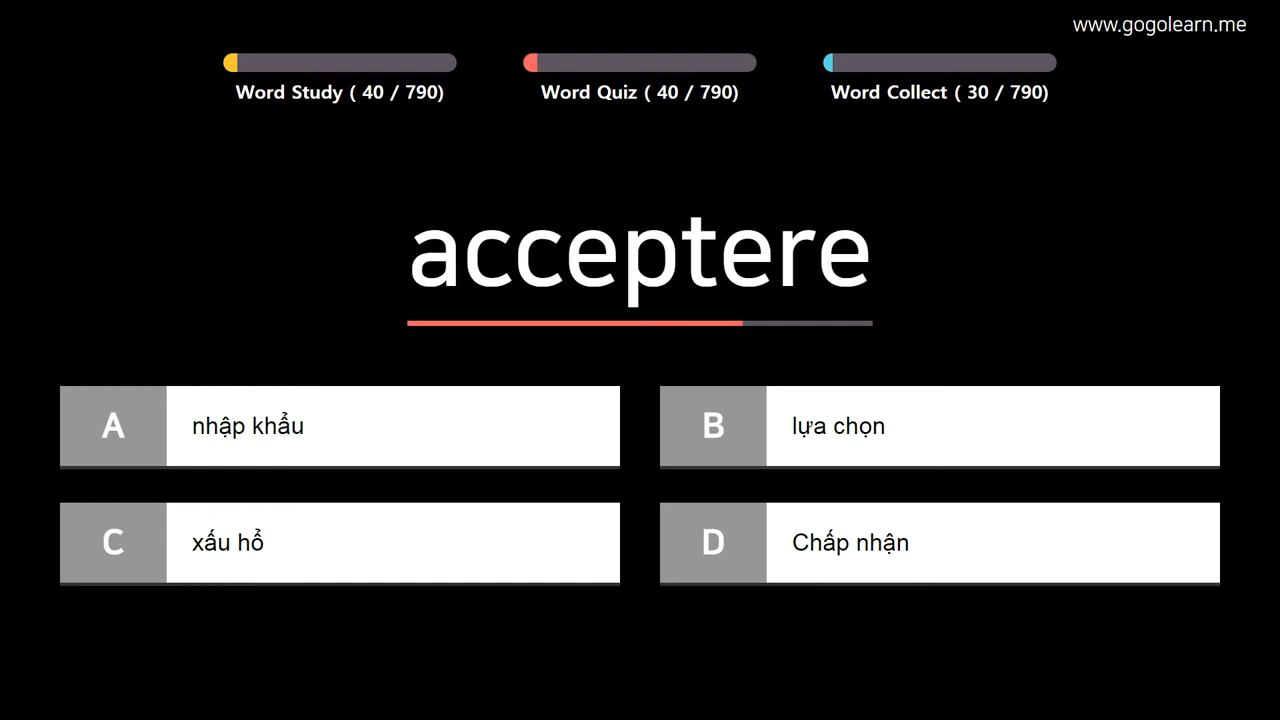 www.gogolearn.me
Word Study ( 40 / 790)
Word Quiz ( 40 / 790)
Word Collect ( 30 / 790)
acceptere
A nhập khẩu
B lựa chọn
C xấu hổ
D Chấp nhận